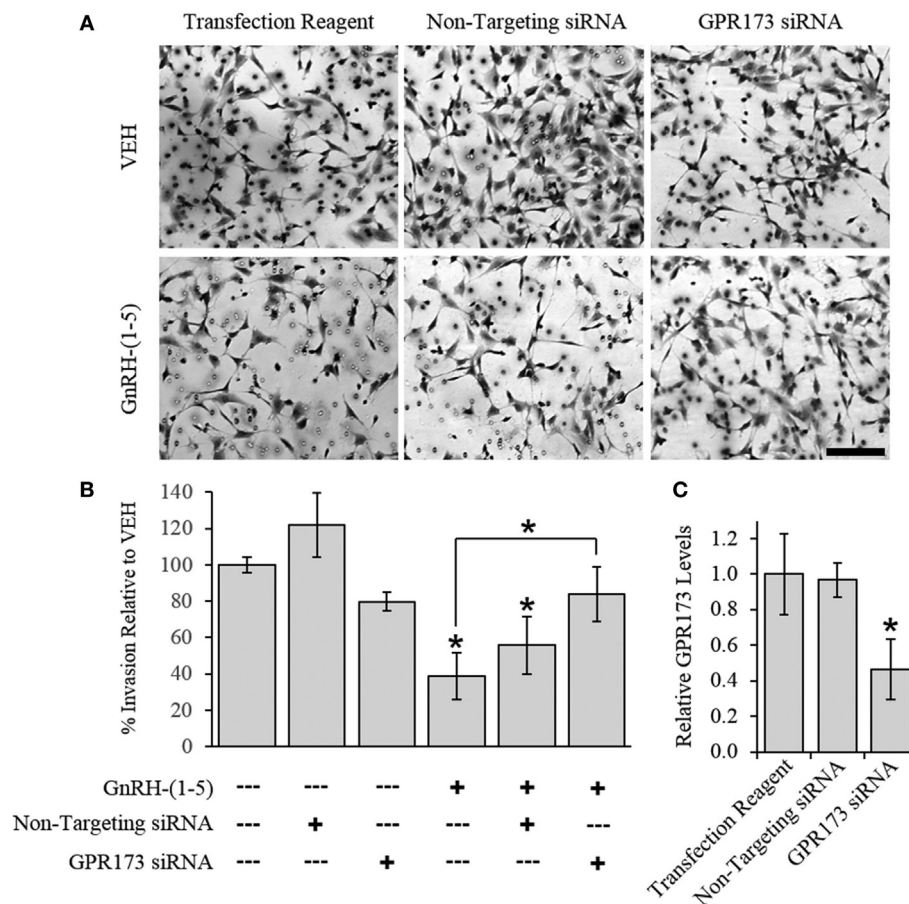 A
Transfection Reagent
Non-Targeting siRNA
GPR173 siRNA
VEH
GnRH-(1-5)
B
% Invasion Relative to VEH
140
120
100
80
60
40
20
0
*
*
*
GnRH-(1-5) --- --- --- + + +
Non-Targeting siRNA --- + --- --- + ---
GPR173 siRNA --- --- + --- --- +
C
Relative GPR173 Levels
1.2
1.0
0.8
0.6
0.4
0.2
0.0
*
Transfection Reagent
Non-Targeting siRNA
GPR173 siRNA